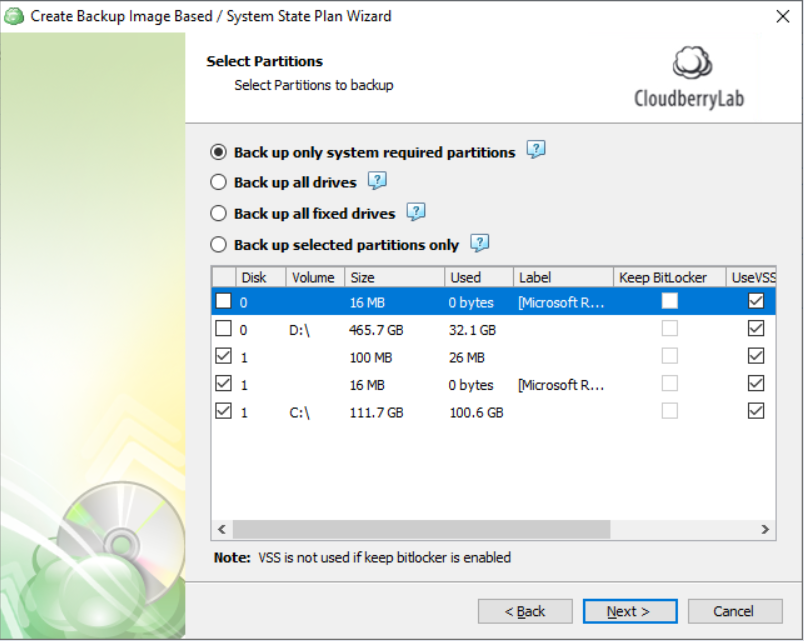 Create Backup Image Based / System State Plan Wizard
Select Partitions
Select Partitions to backup
CloudberryLab
Back up only system required partitions
Back up all drives
Back up all fixed drives
Back up selected partitions only
Disk Volume Size Used Label Keep BitLocker UseVSS
0 16 MB 0 bytes [Microsoft R...
0 D:\ 465.7 GB 32.1 GB
1 100 MB 26 MB
1 16 MB 0 bytes [Microsoft R...
1 C:\ 111.7 GB 100.6 GB
Note: VSS is not used if keep bitlocker is enabled
< Back Next > Cancel